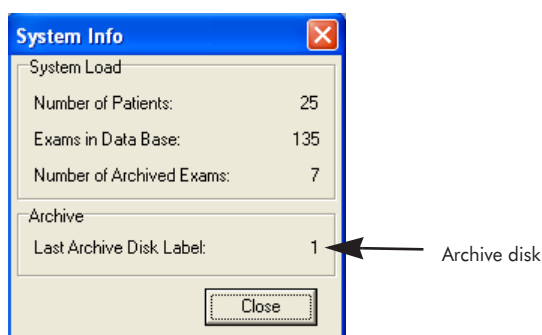 System Info
System Load
Number of Patients: 25
Exams in Data Base: 135
Number of Archived Exams: 7
Archive
Last Archive Disk Label: 1
Archive disk
Close